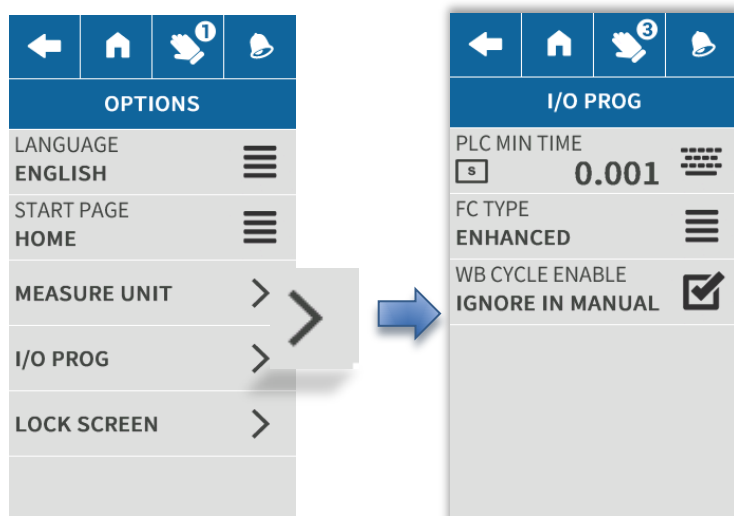 1
OPTIONS
LANGUAGE
ENGLISH
START PAGE
HOME
MEASURE UNIT
I/O PROG
LOCK SCREEN
3
I/O PROG
PLC MIN TIME
s 0.001
FC TYPE
ENHANCED
WB CYCLE ENABLE
IGNORE IN MANUAL